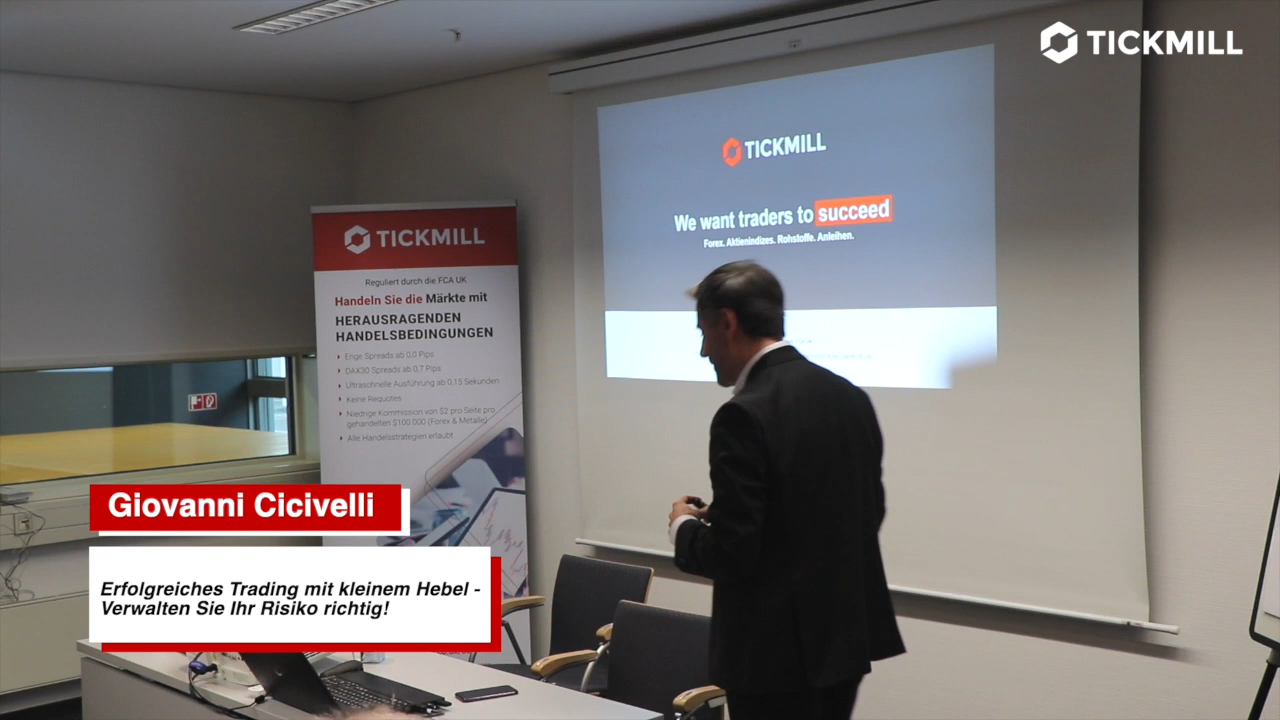 TICKMILL
TICKMILL
We want traders to succeed
Forex. Aktienindizes. Rohstoffe. Anleihen.
TICKMILL
Reguliert durch die FCA UK
Handeln Sie die Märkte mit
HERAUSRAGENDEN
HANDELSBEDINGUNGEN
Enge Spreads ab 0,0 Pips
DAX30 Spreads ab 0,7 Pips
Ultraschnelle Ausführung ab 0,15 Sekunden
Keine Requotes
Niedrige Kommission von $2 pro Seite pro
gehandelten $100 000 (Forex & Metalle)
Alle Handelsstrategien erlaubt
Giovanni Cicivelli
Erfolgreiches Trading mit kleinem Hebel -
Verwalten Sie Ihr Risiko richtig!